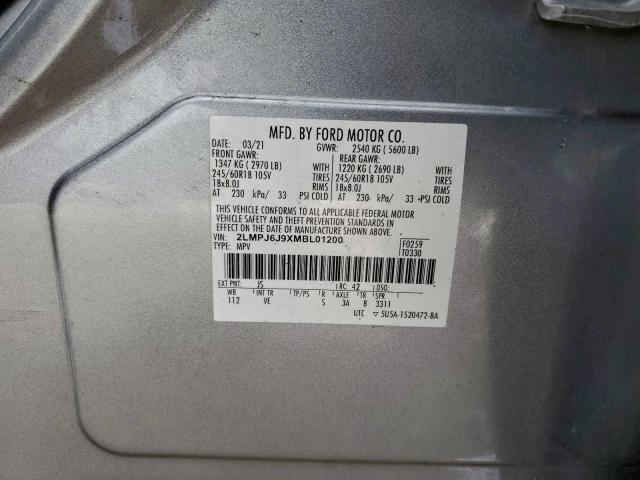 MFD. BY FORD MOTOR CO.
DATE: 03/21 GVWR: 2540 KG ( 5600 LB)
FRONT GAWR: REAR GAWR:
1347 KG ( 2970 LB) WITH 1220 KG ( 2690 LB) WITH
245/60R18 105V TIRES 245/60R18 105V TIRES
18x8.0J RIMS 18x8.0J RIMS
AT 230 kPa/ 33 PSI COLD AT 230 kPa/ 33 PSI COLD
THIS VEHICLE CONFORMS TO ALL APPLICABLE FEDERAL MOTOR
VEHICLE SAFETY AND THEFT PREVENTION STANDARDS IN
EFFECT ON THE DATE OF MANUFACTURE SHOWN ABOVE.
VIN: 2LMPJ6J9XMBL01200 F0259
TYPE: MPV T0330
EXT PNT: JS RC: 42 DSO:
WB INT TR TP/PS R AXLE TR SPR
112 VE S 3A 8 3311
UTC ▽ 5U5A-1520472-BA